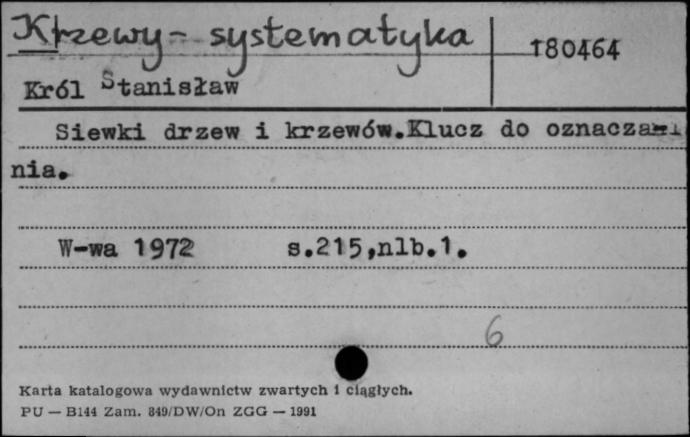 Krzewy - systematyka
180464
Król Stanisław
Siewki drzew i krzewów.Klucz do oznacza-
nia.
W-wa 1972 s.215,nlb.1.
6
Karta katalogowa wydawnictw zwartych i ciągłych.
PU — B144 Zam. 849/DW/On ZGG — 1991